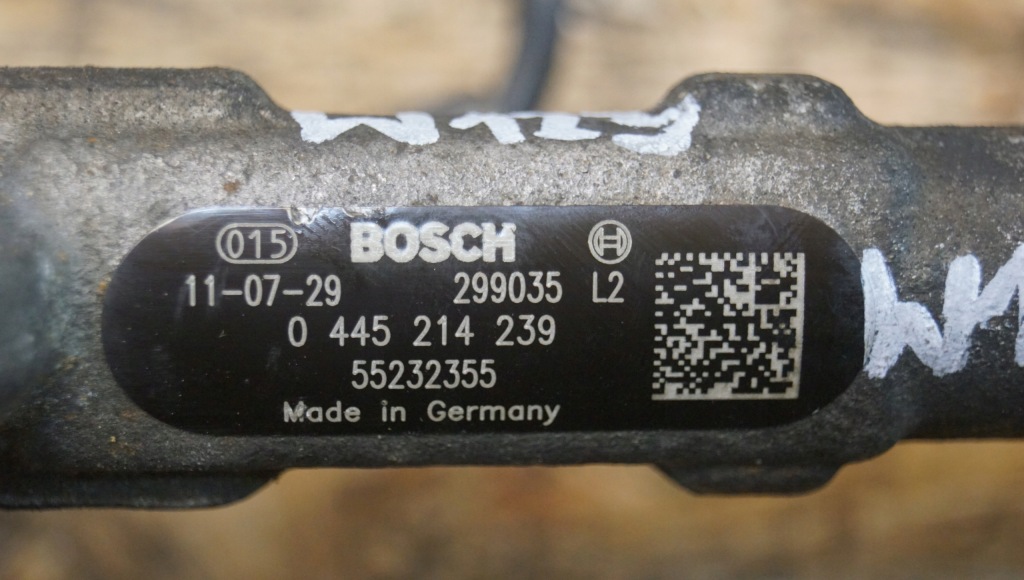 015 BOSCH
11-07-29 299035 L2
0 445 214 239
55232355
Made in Germany